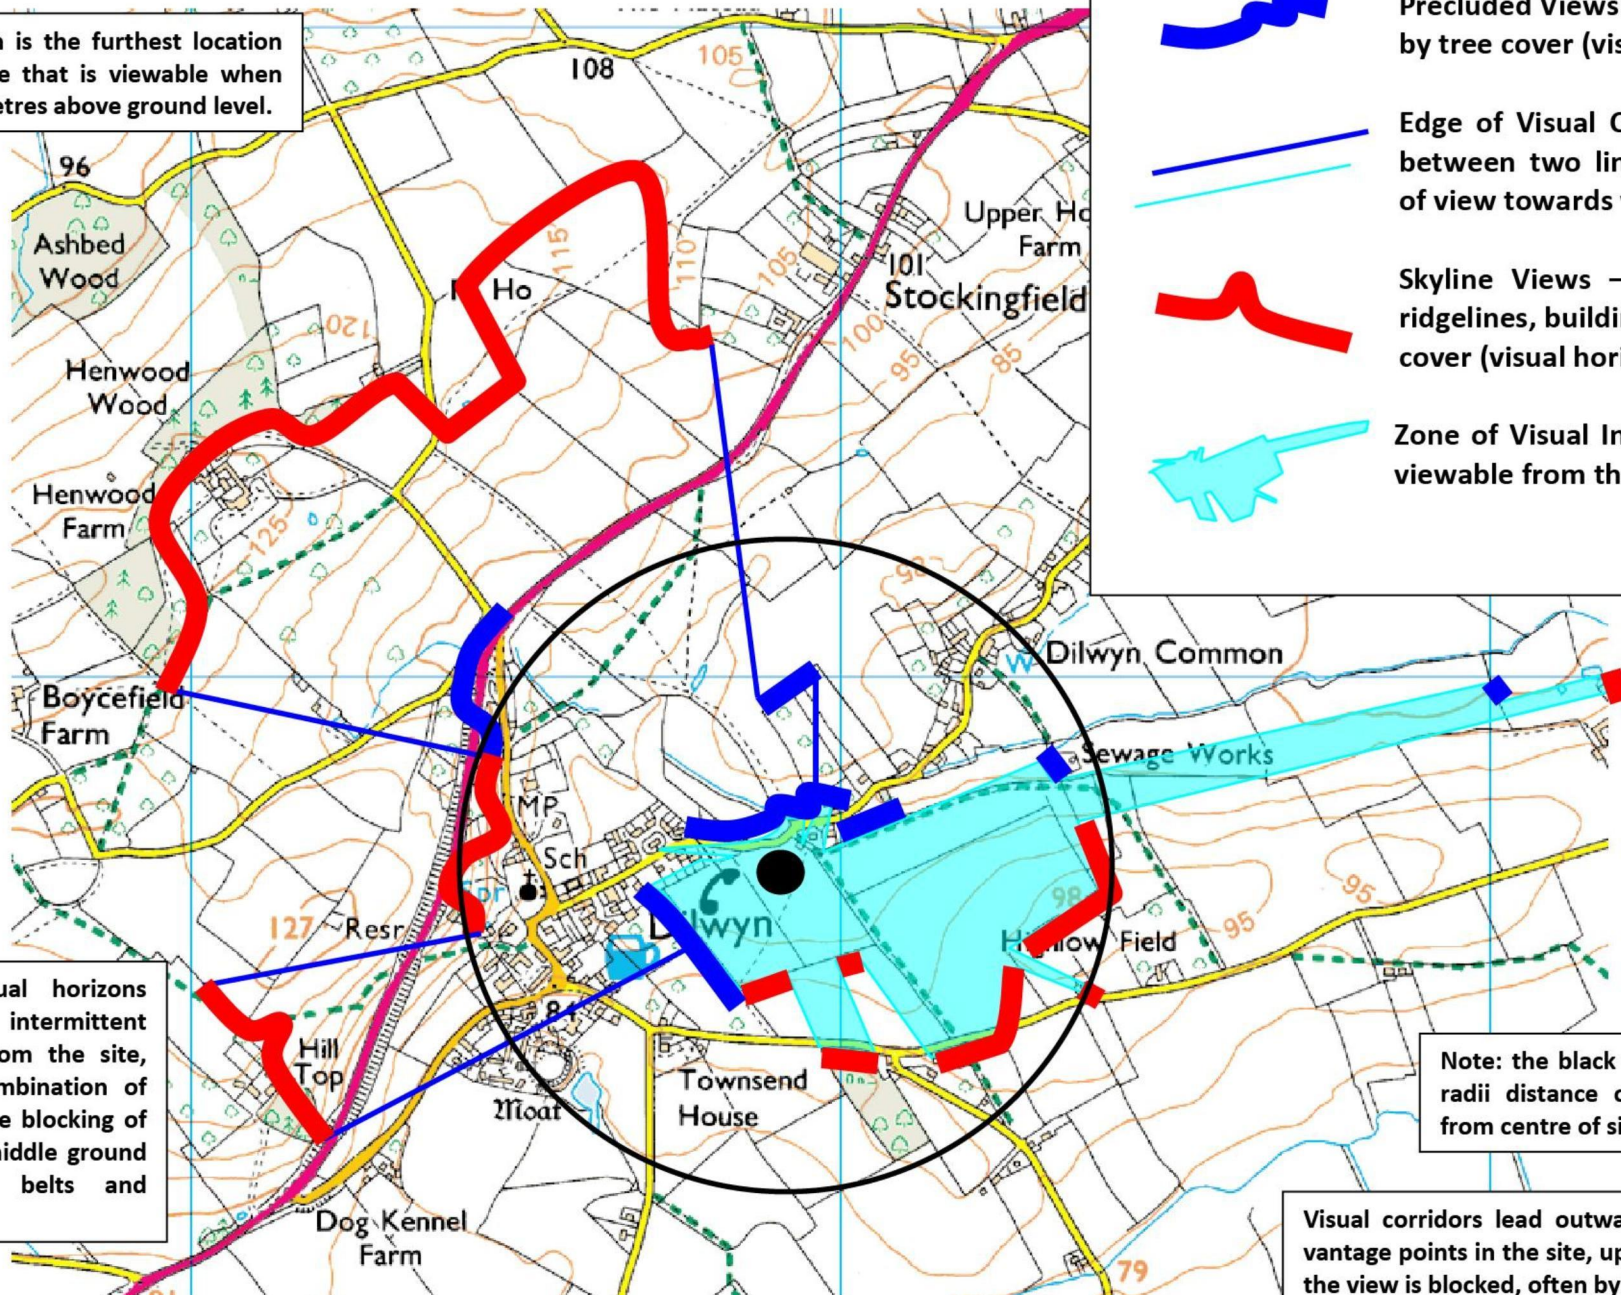 is the furthest location
that is viewable when
etres above ground level.
Precluded Views
by tree cover (vis
Edge of Visual C
between two lin
of view towards
Skyline Views –
ridgelines, buildi
cover (visual hori
Zone of Visual In
viewable from th
108
105
96
Ashbed
Wood
Upper Ho
Farm
115
110
105
101
Stockingfield
Ho
120
100
95
85
Henwood
Wood
Henwood
Farm
125
85
Dilwyn Common
W
Boycefield
Farm
Sewage Works
MP
Sch
Spr
98
95
127
Resr
Dilwyn
Highlow Field
95
84
Hill
Top
Moat
Townsend
House
Dog Kennel
Farm
79
ual horizons
intermittent
om the site,
mbination of
e blocking of
middle ground
belts and
Note: the black
radii distance
from centre of si
Visual corridors lead outwa
vantage points in the site, up
the view is blocked, often by